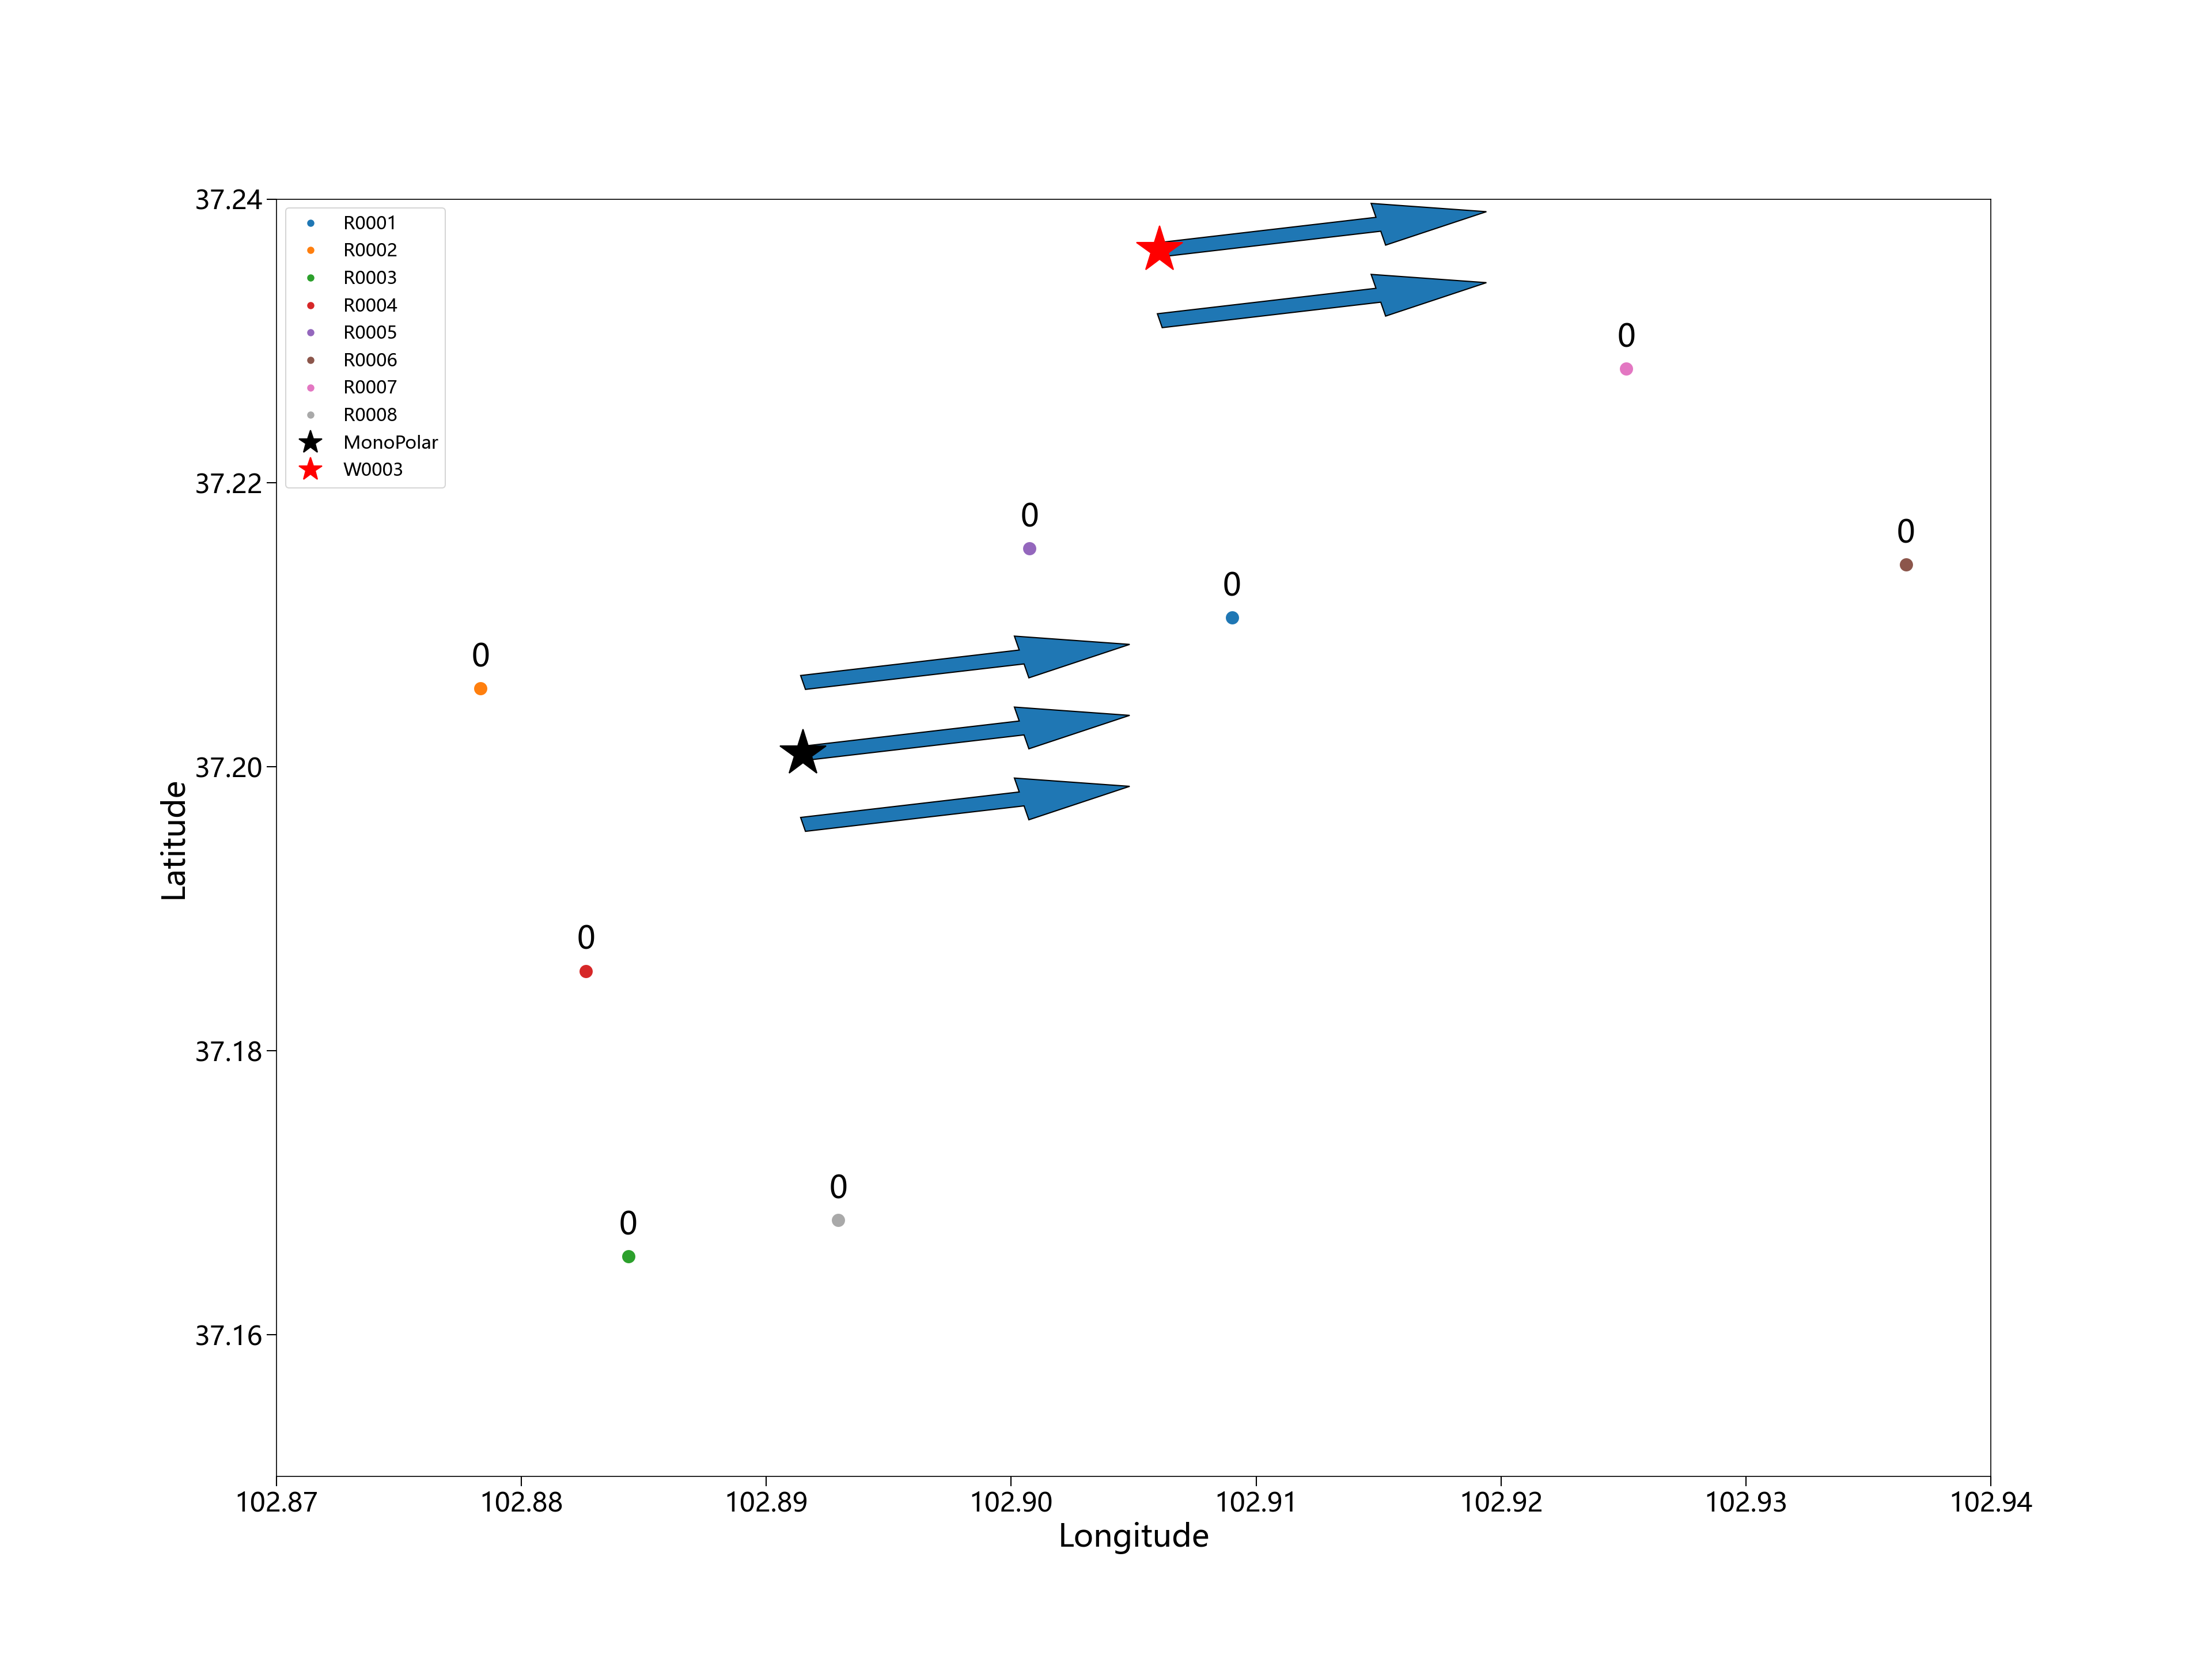 37.24
37.22
37.20
37.18
37.16
Latitude
R0001
R0002
R0003
R0004
R0005
R0006
R0007
R0008
MonoPolar
W0003
0
0
0
0
0
0
0
0
102.87 102.88 102.89 102.90 102.91 102.92 102.93 102.94
Longitude